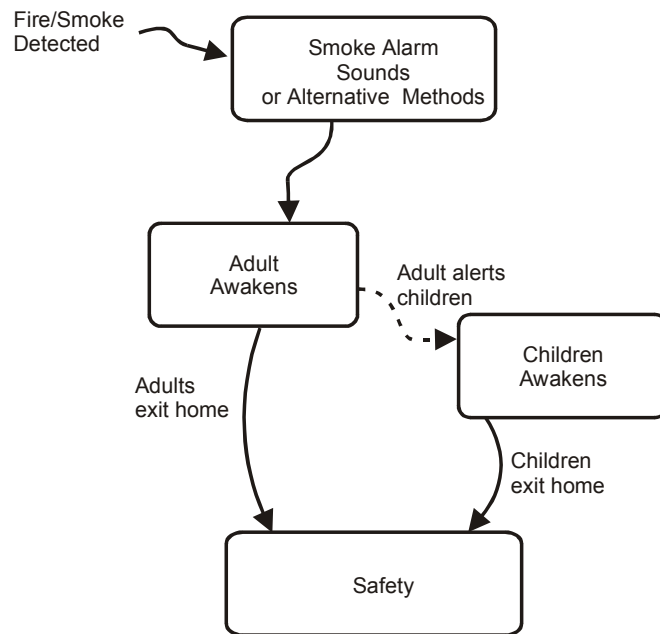 Fire/Smoke
Detected
Smoke Alarm
Sounds
or Alternative Methods
Adult
Awakens
Adult alerts
children
Children
Awakens
Adults
exit home
Children
exit home
Safety